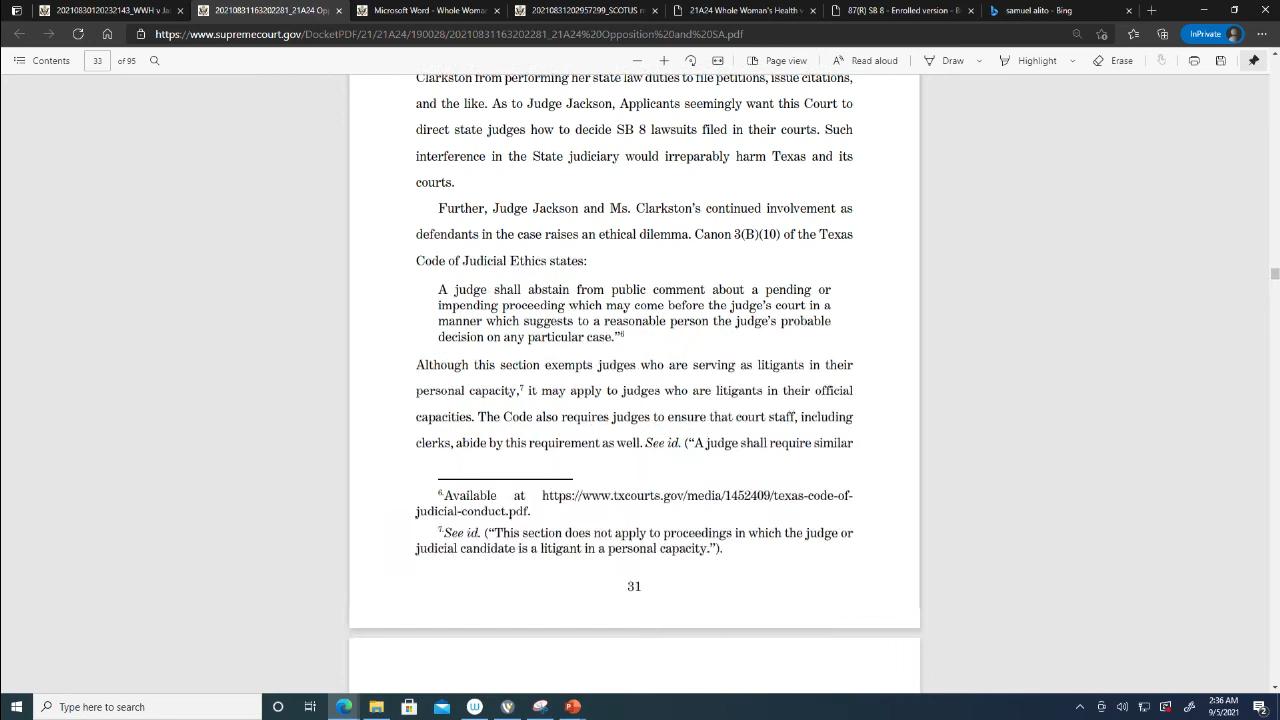 20210830102232143_WWH v Jac
20210831163202281_21A24 Opp
Microsoft Word - Whole Woman
20210831202957299_SCOTUS m
21A24 Whole Woman's Health v
87(R) SB 8 - Enrolled version - B
samuel alito - Bing
https://www.supremecourt.gov/DocketPDF/21/21A24/190028/20210831163202281_21A24%20Opposition%20and%20SA.pdf
InPrivate
Contents
33 of 95
Page view
Read aloud
Draw
Highlight
Erase
Clarkston from performing her state law duties to file petitions, issue citations,
and the like. As to Judge Jackson, Applicants seemingly want this Court to
direct state judges how to decide SB 8 lawsuits filed in their courts. Such
interference in the State judiciary would irreparably harm Texas and its
courts.
Further, Judge Jackson and Ms. Clarkston's continued involvement as
defendants in the case raises an ethical dilemma. Canon 3(B)(10) of the Texas
Code of Judicial Ethics states:
A judge shall abstain from public comment about a pending or
impending proceeding which may come before the judge's court in a
manner which suggests to a reasonable person the judge's probable
decision on any particular case."6
Although this section exempts judges who are serving as litigants in their
personal capacity,7 it may apply to judges who are litigants in their official
capacities. The Code also requires judges to ensure that court staff, including
clerks, abide by this requirement as well. See id. ("A judge shall require similar
6 Available at https://www.txcourts.gov/media/1452409/texas-code-of-
judicial-conduct.pdf.
7 See id. ("This section does not apply to proceedings in which the judge or
judicial candidate is a litigant in a personal capacity.").
31
Type here to search
2:36 AM
9/5/2021
2